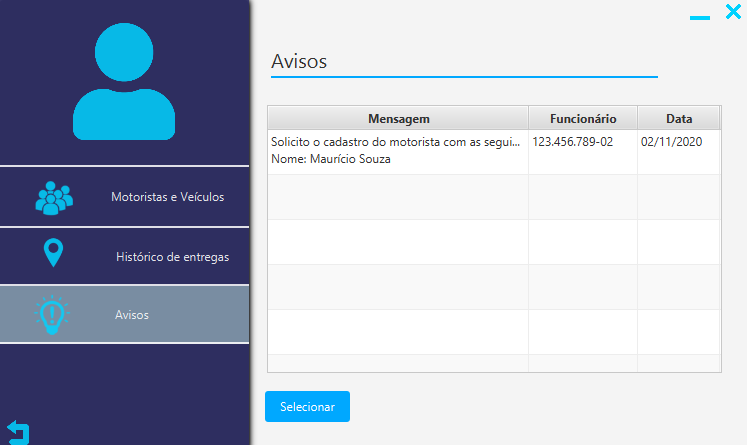 Avisos
Mensagem Funcionário Data
Solicito o cadastro do motorista com as segui... 123.456.789-02 02/11/2020
Nome: Maurício Souza
Motoristas e Veículos
Histórico de entregas
Avisos
Selecionar